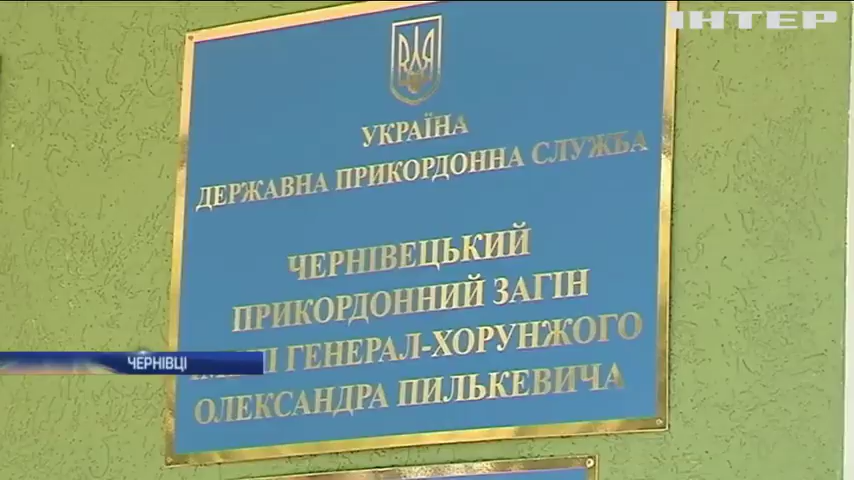 ІНТЕР
УКРАЇНА
ДЕРЖАВНА ПРИКОРДОННА СЛУЖБА
ЧЕРНІВЕЦЬКИЙ
ПРИКОРДОННИЙ ЗАГІН
ГЕНЕРАЛ-ХОРУНЖОГО
ОЛЕКСАНДРА ПИЛЬКЕВИЧА
ЧЕРНІВЦІ